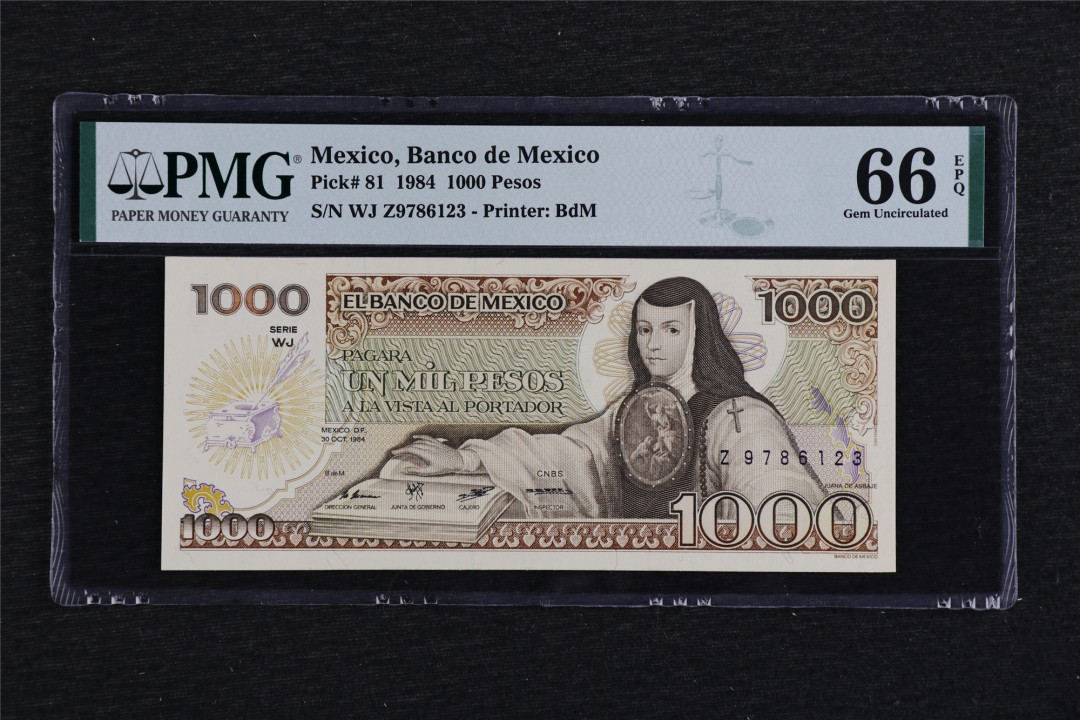 PMG®
PAPER MONEY GUARANTY
Mexico, Banco de Mexico
Pick# 81 1984 1000 Pesos
S/N WJ Z9786123 - Printer: BdM
66
EPQ
Gem Uncirculated
1000
EL BANCO DE MEXICO
1000
SERIE
WJ
PAGARA
UN MIL PESOS
A LA VISTA AL PORTADOR
MEXICO, D.F.
30 OCT. 1984
Z9786123
B de M
CNBS
JUANA DE ASBAJE
DIRECCION GENERAL
JUNTA DE GOBIERNO
CAJERO
INSPECTOR
1000
1000
BANCO DE MEXICO